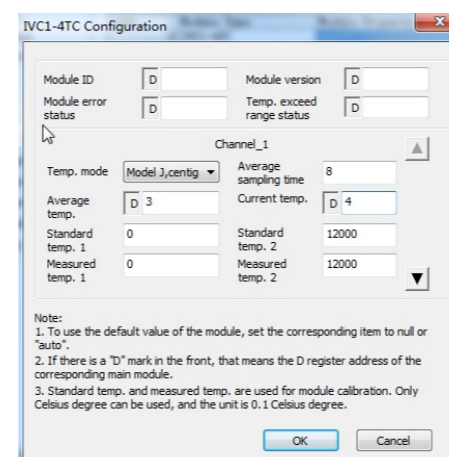 IVC1-4TC Configuration
Module ID D Module version D
Module error status D Temp. exceed range status D
Channel_1
Temp. mode Model J,centig Average sampling time 8
Average temp. D 3 Current temp. D 4
Standard temp. 1 0 Standard temp. 2 12000
Measured temp. 1 0 Measured temp. 2 12000
Note:
1. To use the default value of the module, set the corresponding item to null or
"auto".
2. If there is a "D" mark in the front, that means the D register address of the
corresponding main module.
3. Standard temp. and measured temp. are used for module calibration. Only
Celsius degree can be used, and the unit is 0.1 Celsius degree.
OK Cancel